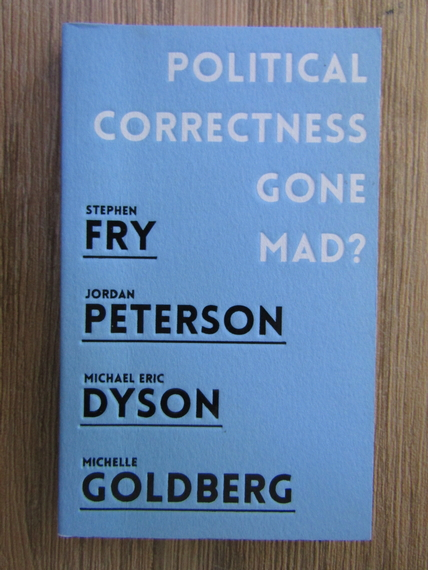 POLITICAL
CORRECTNESS
GONE
MAD?
STEPHEN
FRY
JORDAN
PETERSON
MICHAEL ERIC
DYSON
MICHELLE
GOLDBERG